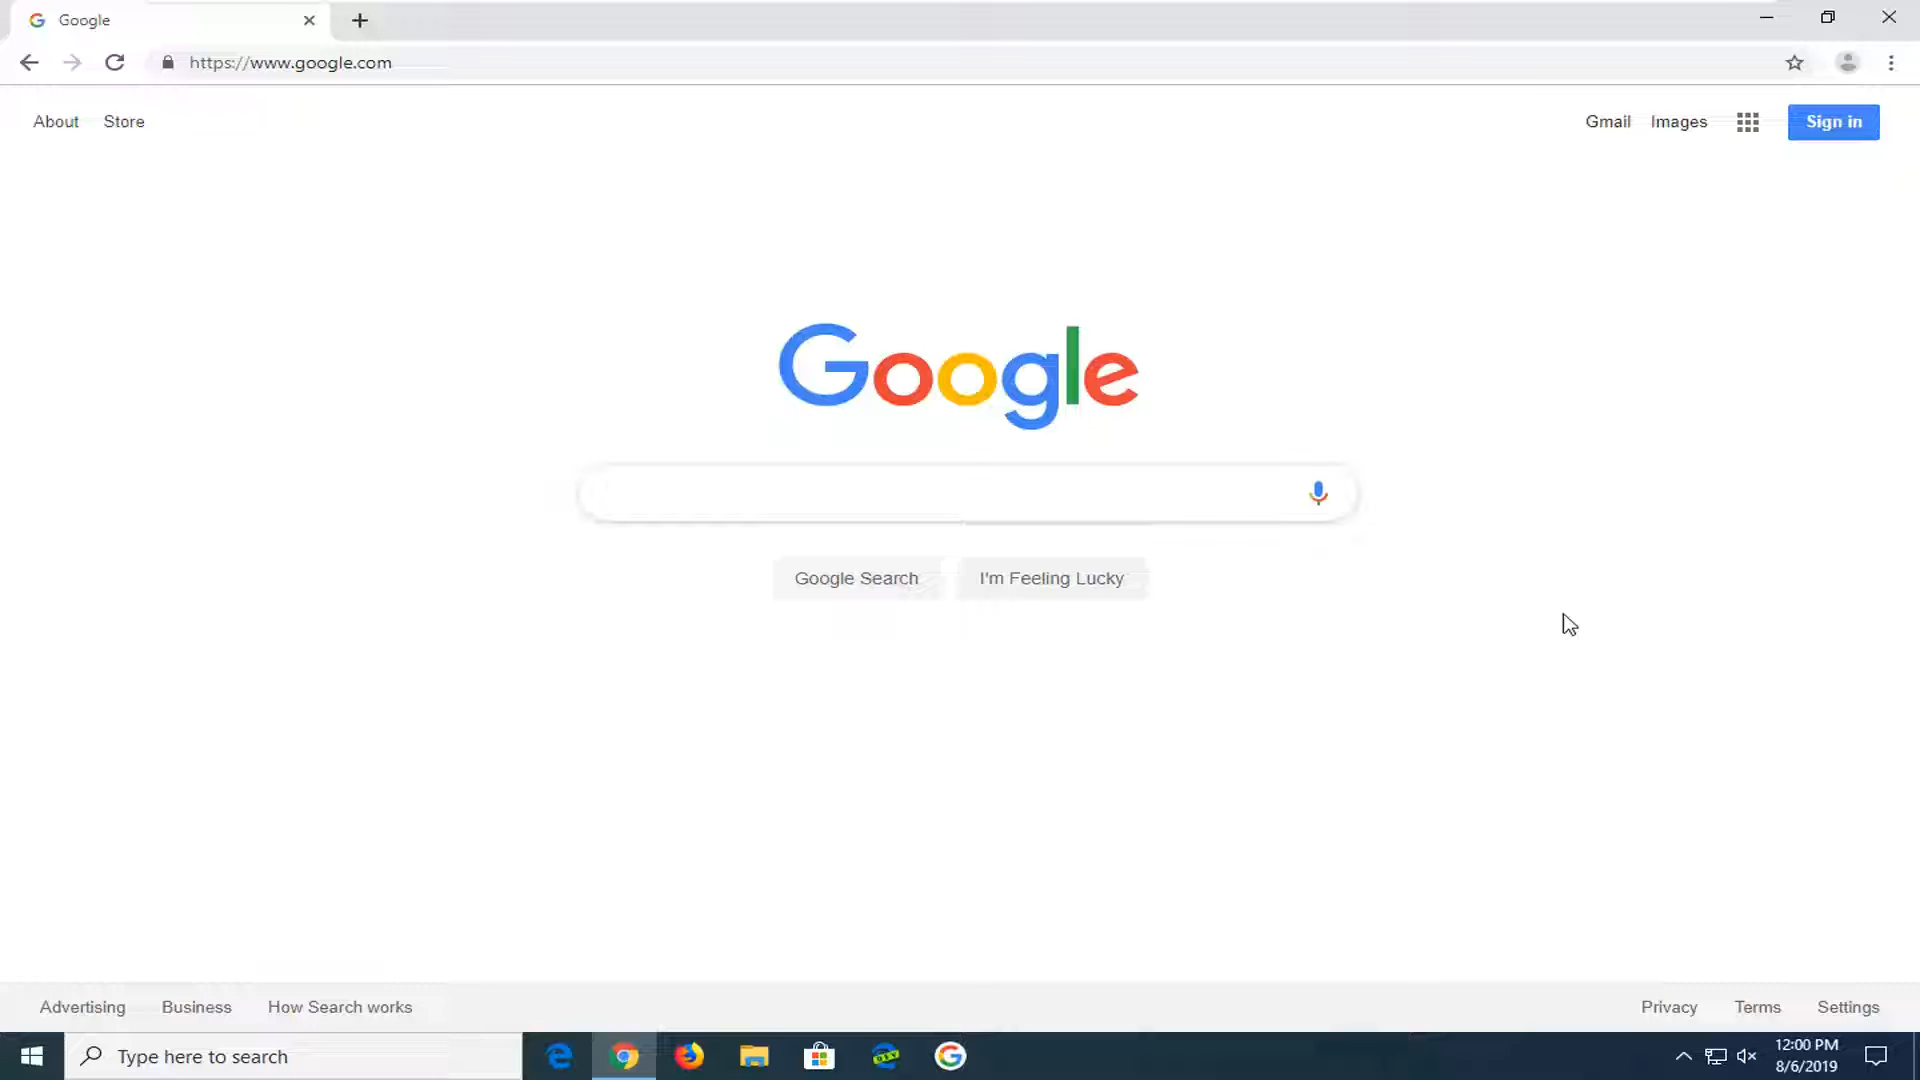 Google
https://www.google.com
About Store
Gmail Images Sign in
Google
Google Search I'm Feeling Lucky
Advertising Business How Search works
Privacy Terms Settings
Type here to search
DEV
12:00 PM
8/6/2019